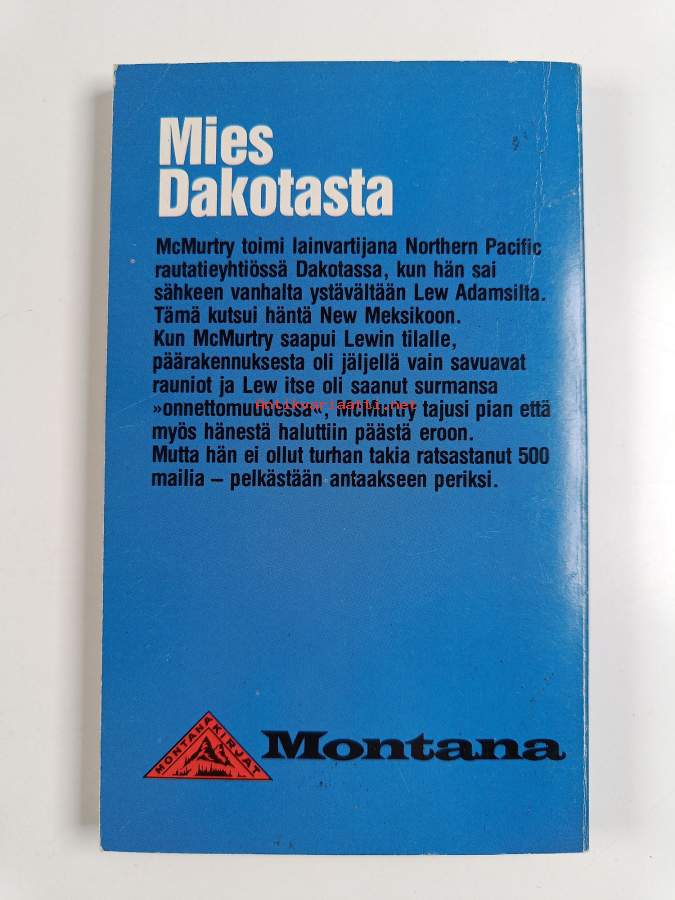 Mies
Dakotasta
McMurtry toimi lainvartijana Northern Pacific
rautatieyhtiössä Dakotassa, kun hän sai
sähkeen vanhalta ystävältään Lew Adamsilta.
Tämä kutsui häntä New Meksikoon.
Kun McMurtry saapui Lewin tilalle,
päärakennuksesta oli jäljellä vain savuavat
rauniot ja Lew itse oli saanut surmansa
»onnettomuudessa«, McMurtry tajusi pian että
Antikvariaatti.net
myös hänestä haluttiin päästä eroon.
Mutta hän ei ollut turhan takia ratsastanut 500
mailia – pelkästään antaakseen periksi.
MONTANA KIRJAT
Montana